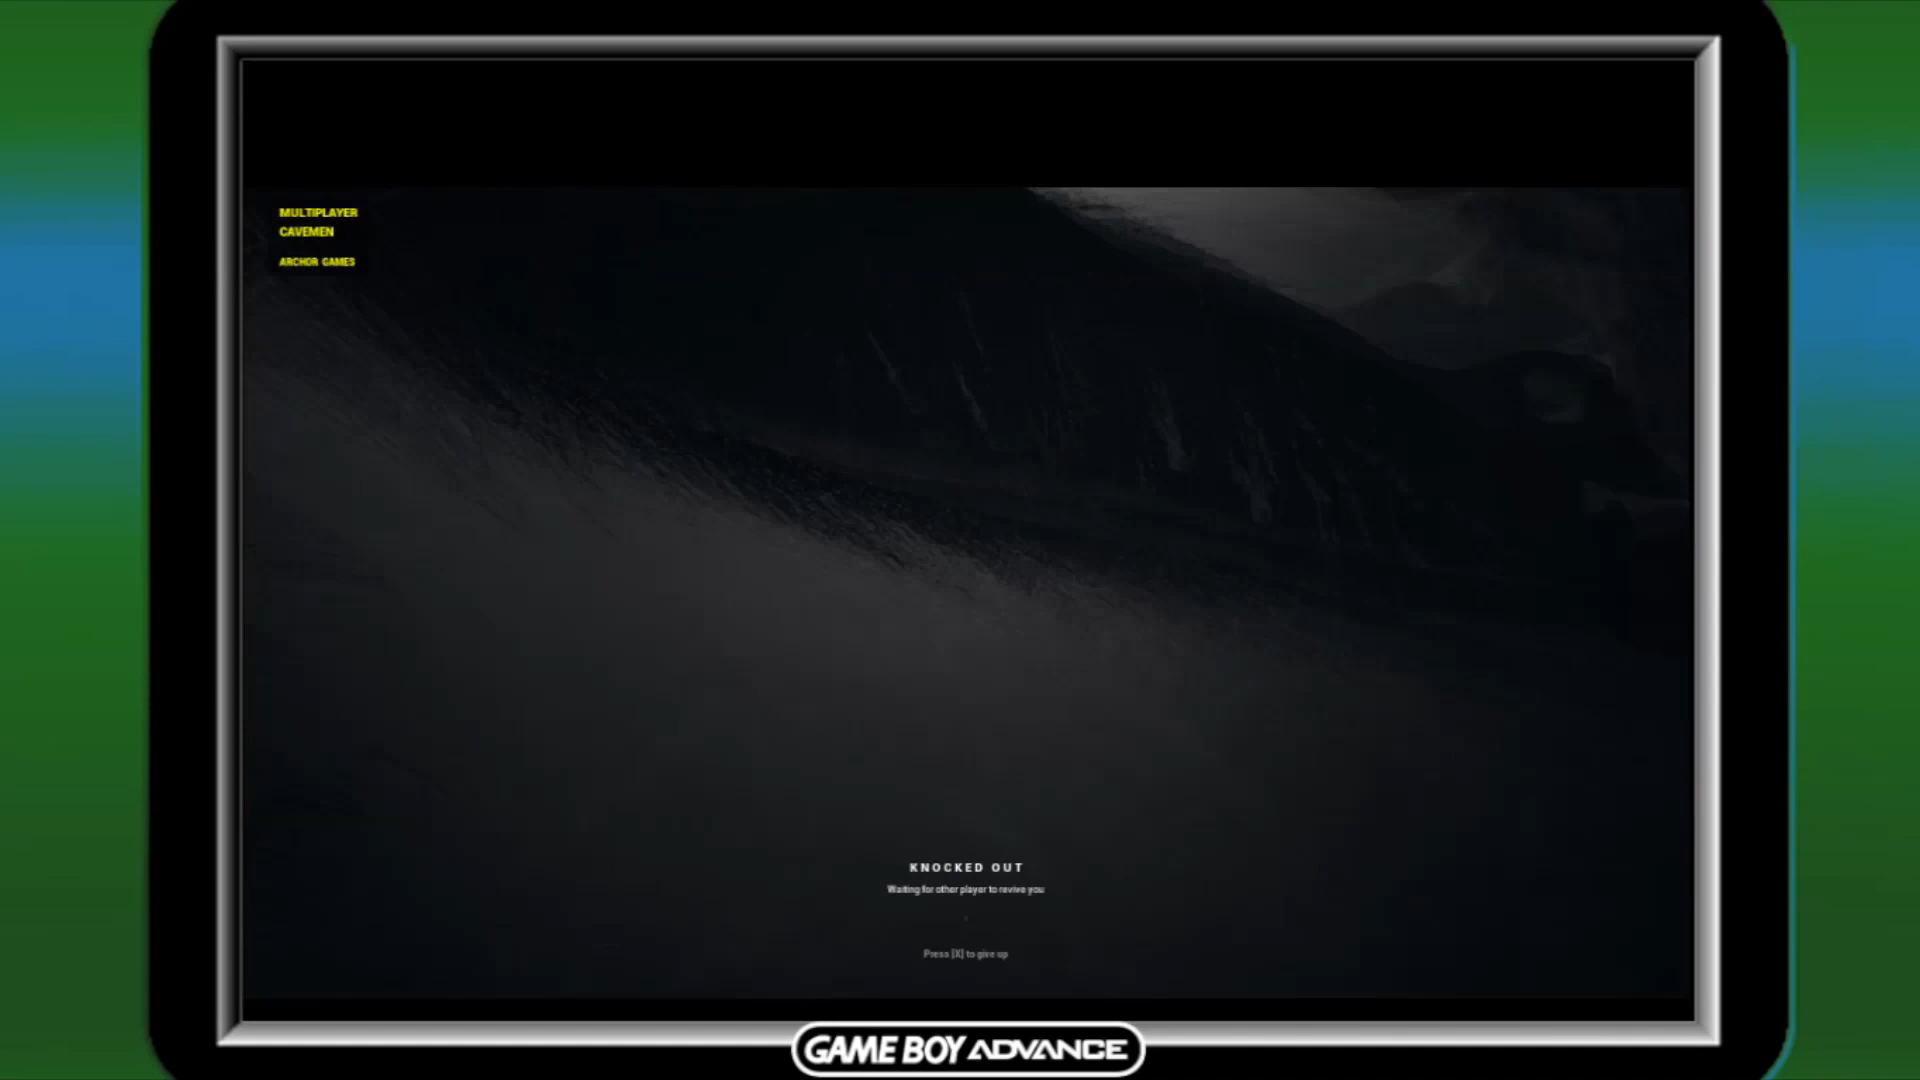 MULTIPLAYER
CAVEMEN
ARCHOR GAMES
KNOCKED OUT
Waiting for other player to revive you
Press [X] to give up
GAME BOY ADVANCE